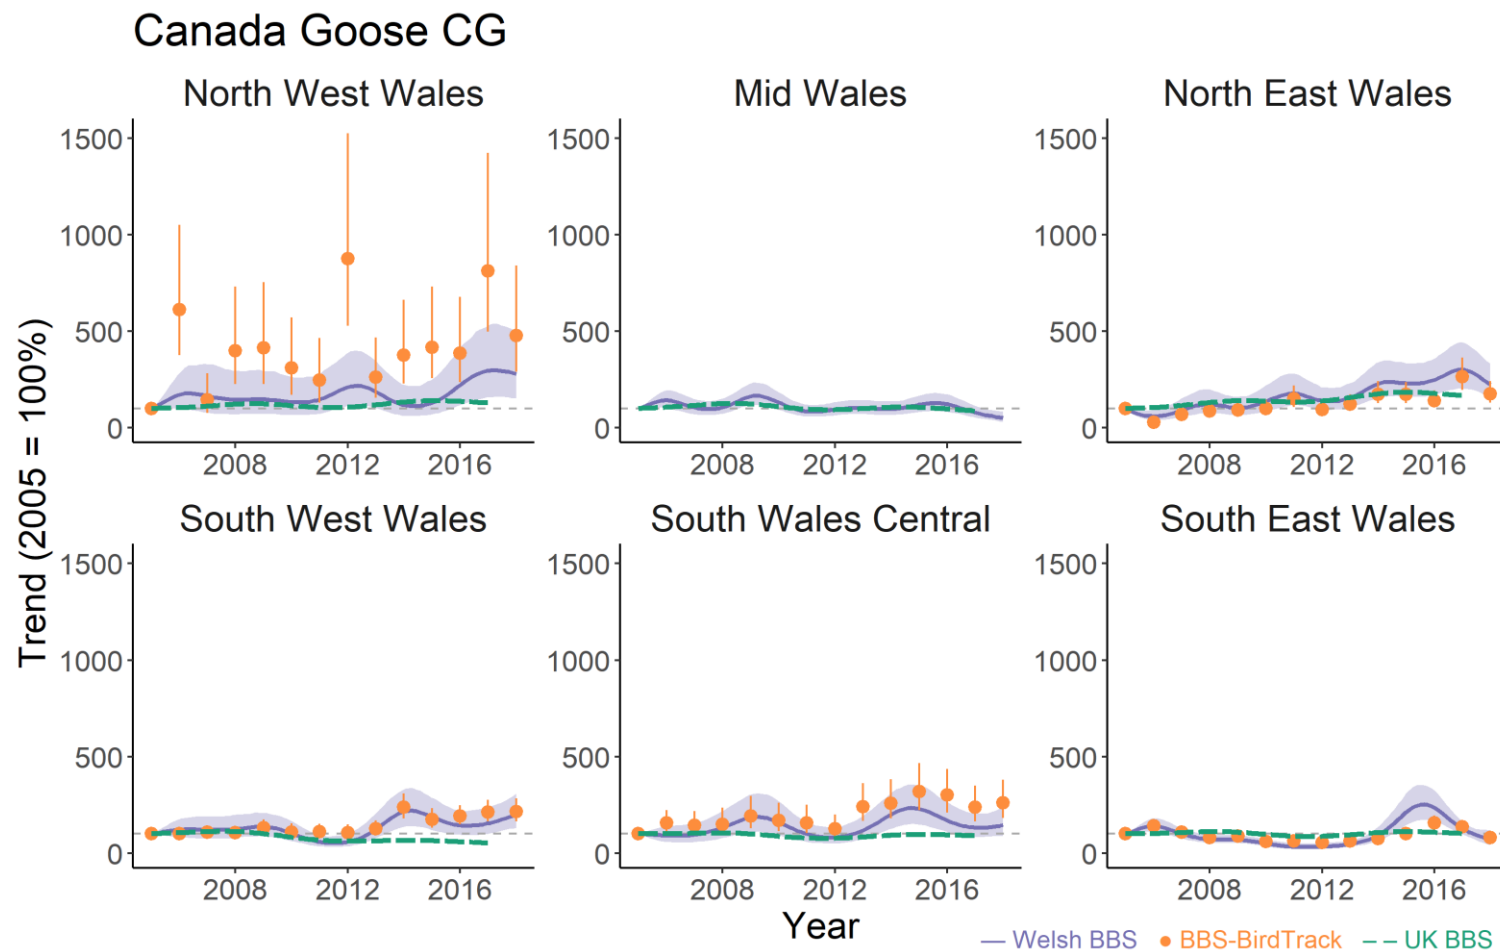 Canada Goose CG
North West Wales Mid Wales North East Wales
1500 1500 1500
1000 1000 1000
500 500 500
0 0 0
2008 2012 2016 2008 2012 2016 2008 2012 2016
South West Wales South Wales Central South East Wales
1500 1500 1500
1000 1000 1000
500 500 500
0 0 0
2008 2012 2016 2008 2012 2016 2008 2012 2016
Trend (2005 = 100%)
Year
Welsh BBS BBS-BirdTrack UK BBS